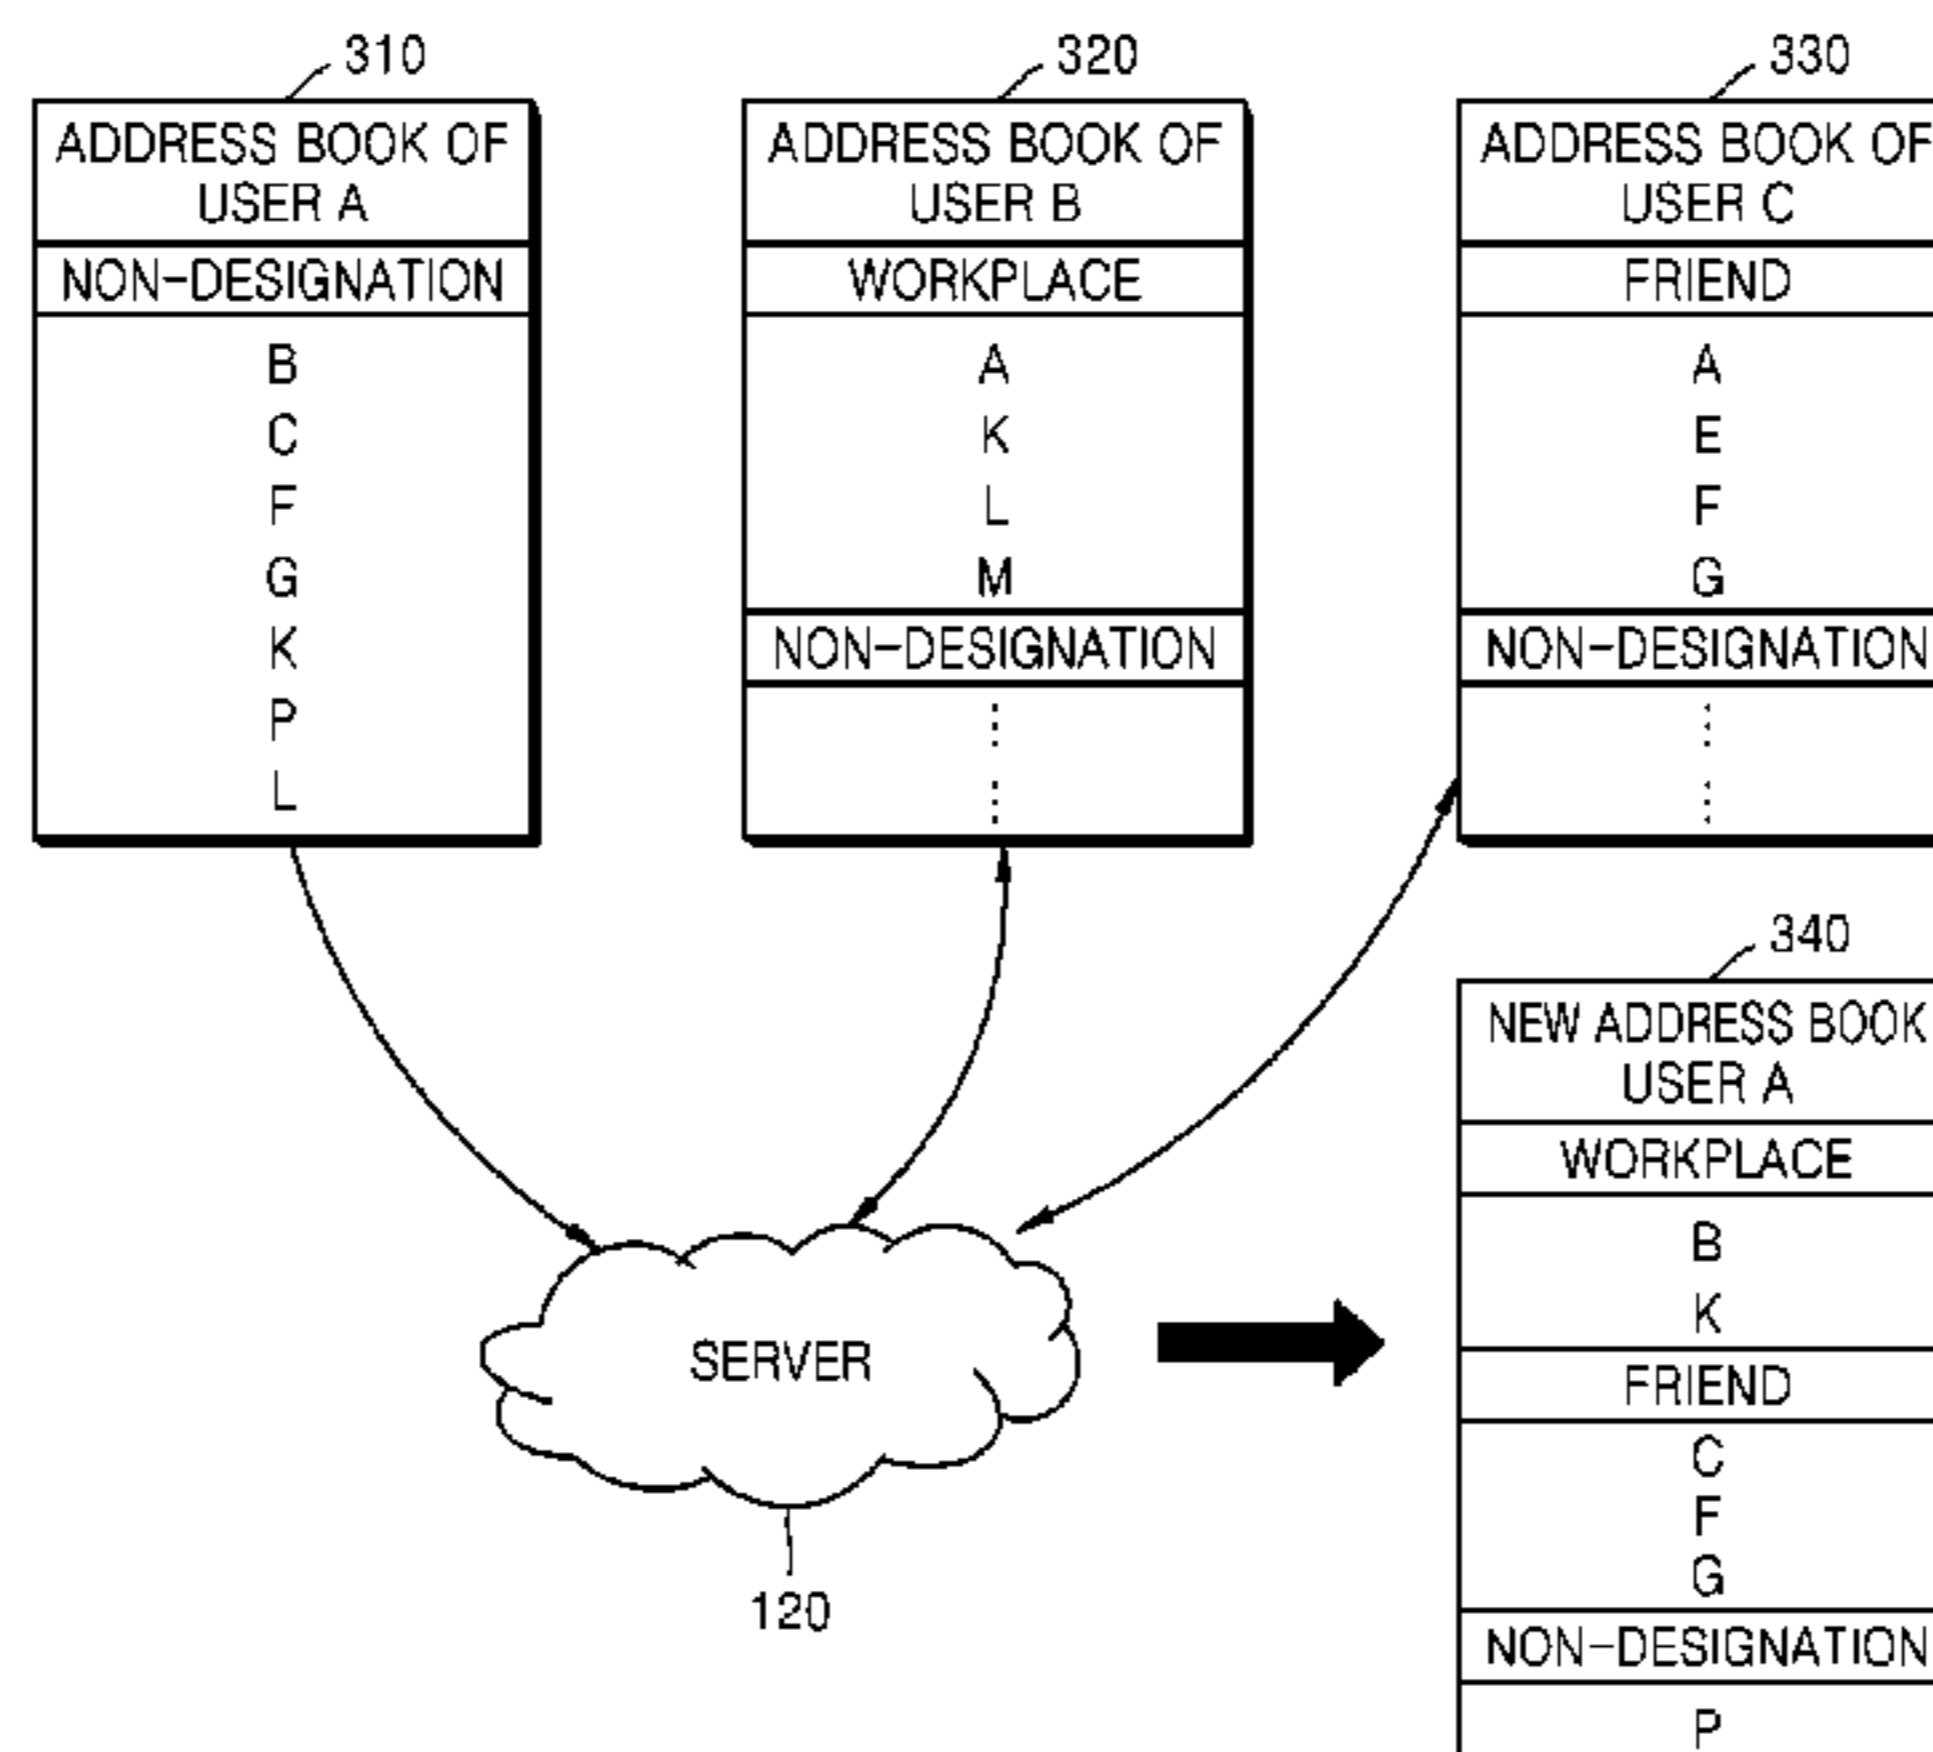 310
ADDRESS BOOK OF
USER A
NON-DESIGNATION
B
C
F
G
K
P
L
320
ADDRESS BOOK OF
USER B
WORKPLACE
A
K
L
M
NON-DESIGNATION
330
ADDRESS BOOK OF
USER C
FRIEND
A
E
F
G
NON-DESIGNATION
SERVER
120
340
NEW ADDRESS BOOK
USER A
WORKPLACE
B
K
FRIEND
C
F
G
NON-DESIGNATION
P